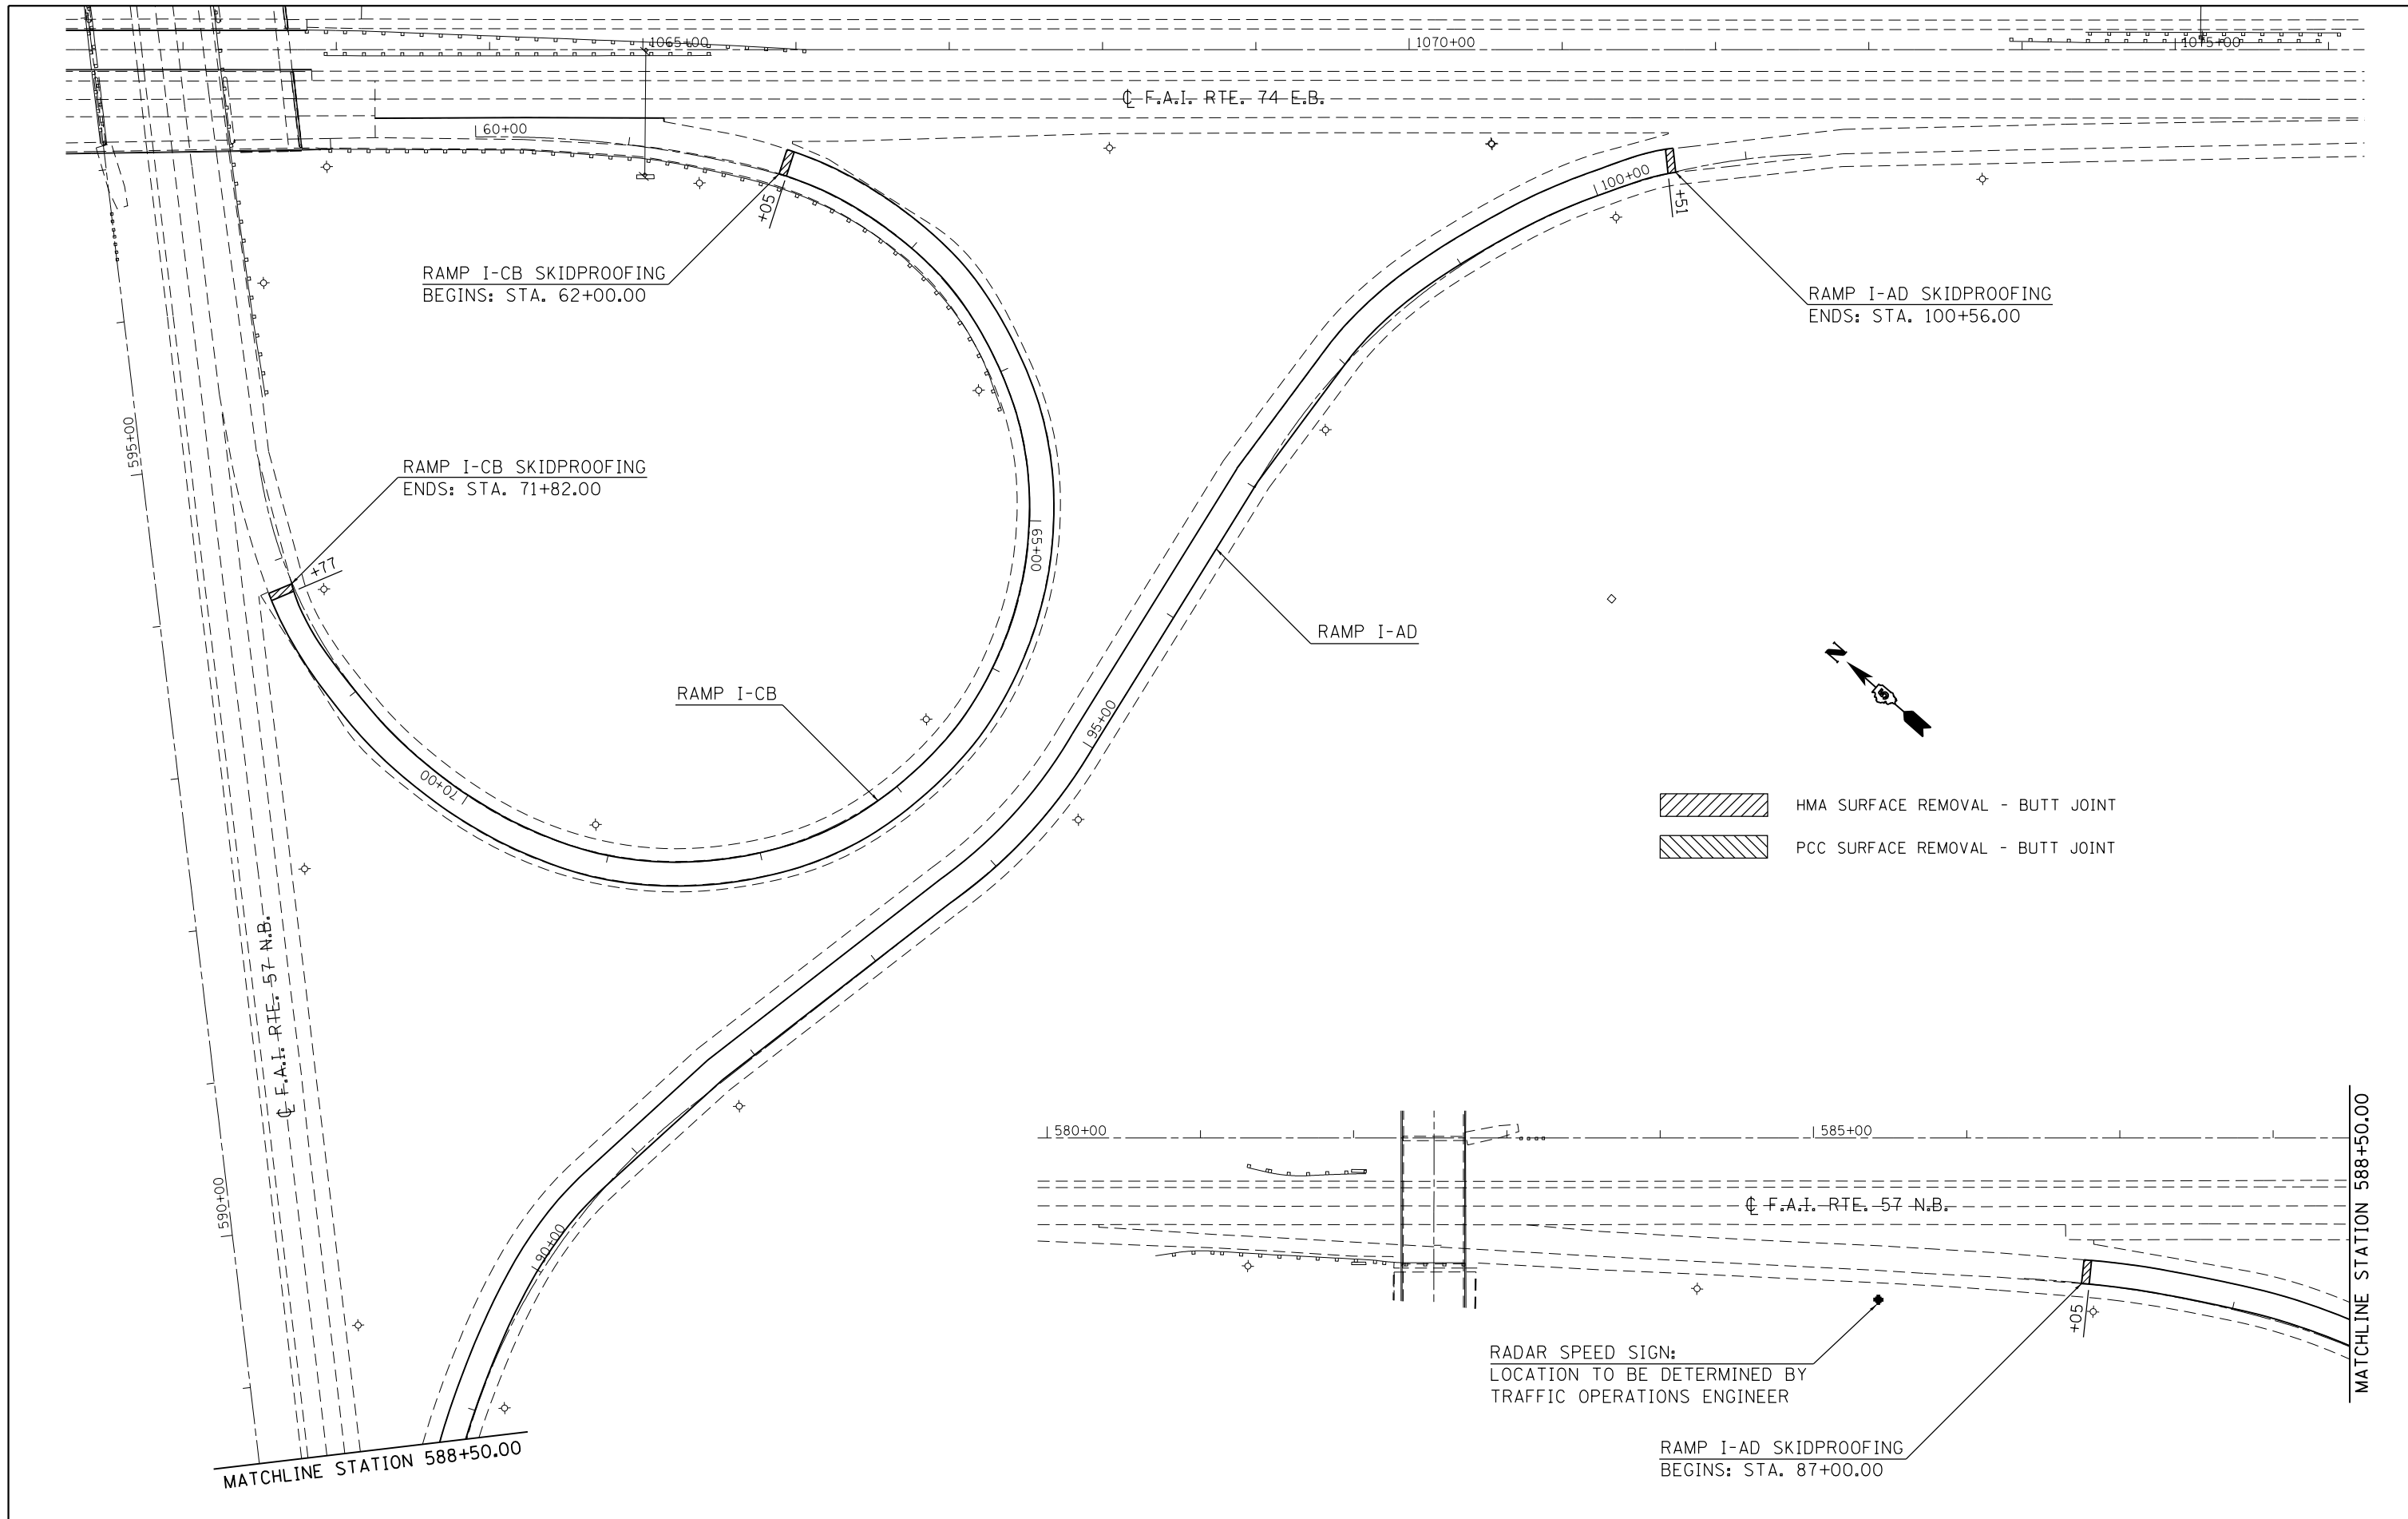 1065+00
1070+00
1075+00
℄ F.A.I. RTE. 74 E.B.
60+00
+05
100+00
+51
RAMP I-CB SKIDPROOFING
BEGINS: STA. 62+00.00
RAMP I-AD SKIDPROOFING
ENDS: STA. 100+56.00
595+00
RAMP I-CB SKIDPROOFING
ENDS: STA. 71+82.00
+77
65+00
RAMP I-AD
N
5
RAMP I-CB
95+00
70+00
HMA SURFACE REMOVAL - BUTT JOINT
PCC SURFACE REMOVAL - BUTT JOINT
℄ F.A.I. RTE. 57 N.B.
580+00
585+00
MATCHLINE STATION 588+50.00
590+00
℄ F.A.I. RTE. 57 N.B.
90+00
+05
RADAR SPEED SIGN:
LOCATION TO BE DETERMINED BY
TRAFFIC OPERATIONS ENGINEER
RAMP I-AD SKIDPROOFING
BEGINS: STA. 87+00.00
MATCHLINE STATION 588+50.00